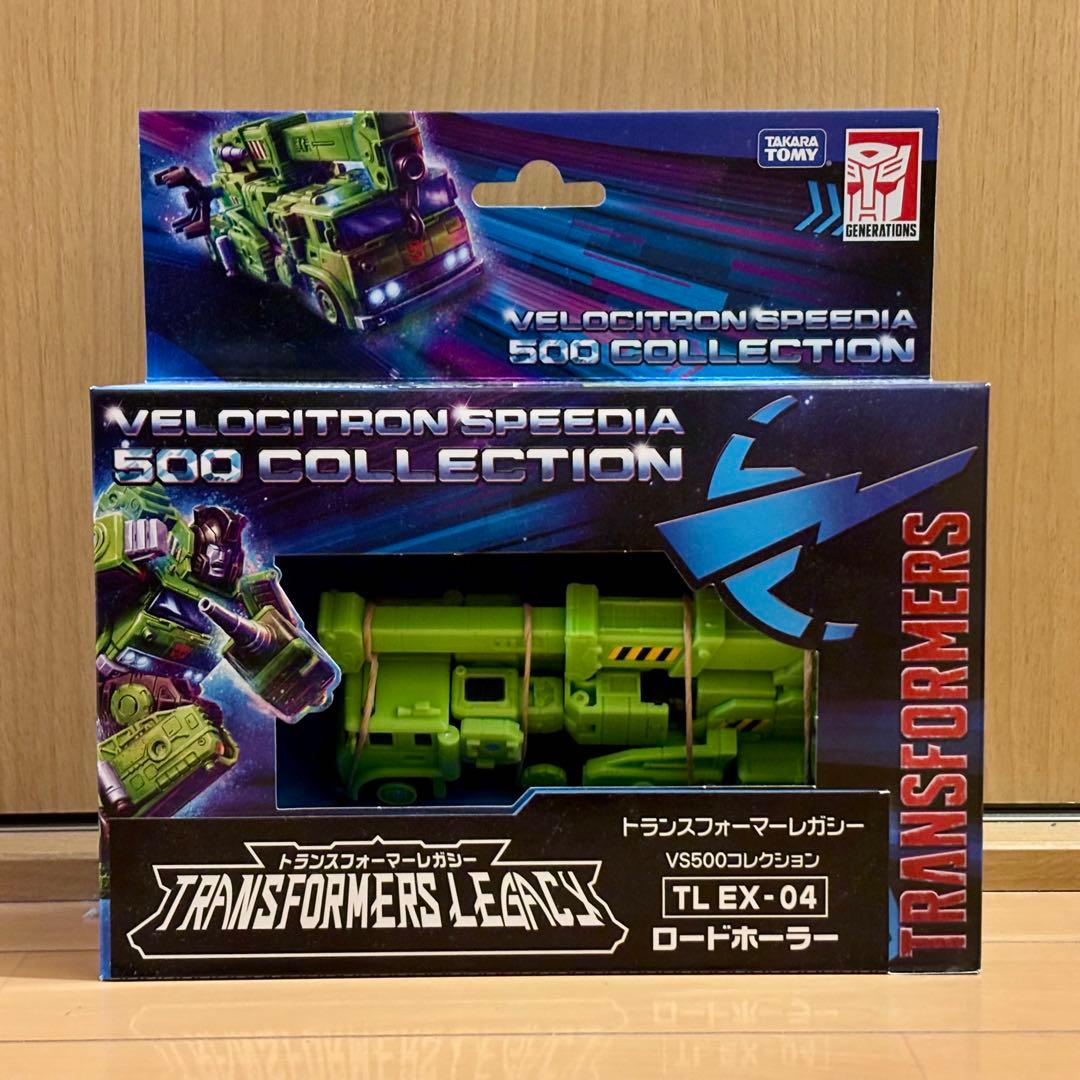 TAKARA
TOMY
GENERATIONS
VELOCITRON SPEEDIA
500 COLLECTION
VELOCITRON SPEEDIA
500 COLLECTION
TRANSFORMERS
トランスフォーマーレガシー
TRANSFORMERS LEGACY
トランスフォーマーレガシー
VS500コレクション
TL EX-04
ロードホーラー